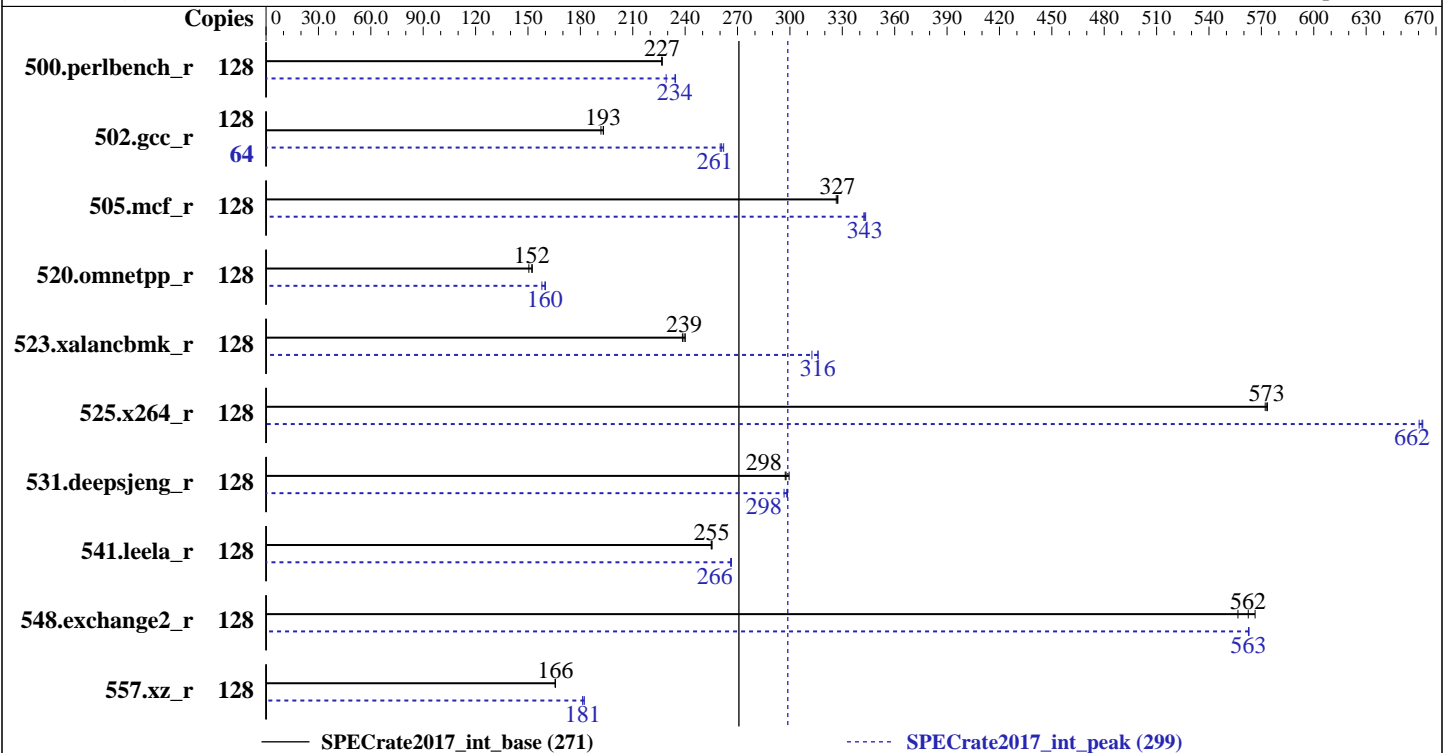 Copies 0 30.0 60.0 90.0 120 150 180 210 240 270 300 330 360 390 420 450 480 510 540 570 600 630 670
500.perlbench_r 128 227
234
502.gcc_r 128 193
64 261
505.mcf_r 128 327
343
520.omnetpp_r 128 152
160
523.xalancbmk_r 128 239
316
525.x264_r 128 573
662
531.deepsjeng_r 128 298
298
541.leela_r 128 255
266
548.exchange2_r 128 562
563
557.xz_r 128 166
181
SPECrate2017_int_base (271) SPECrate2017_int_peak (299)